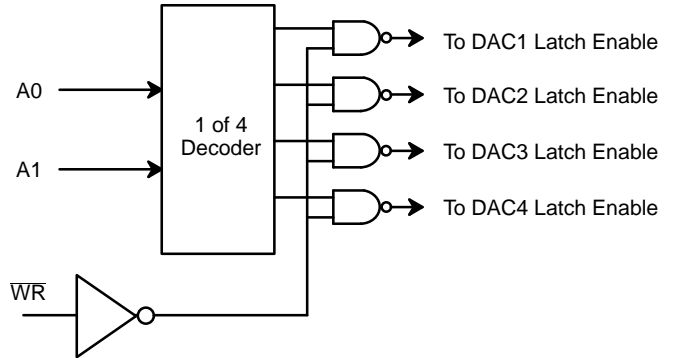 To DAC1 Latch Enable
A0
To DAC2 Latch Enable
1 of 4
Decoder
To DAC3 Latch Enable
A1
To DAC4 Latch Enable
W̅R̅